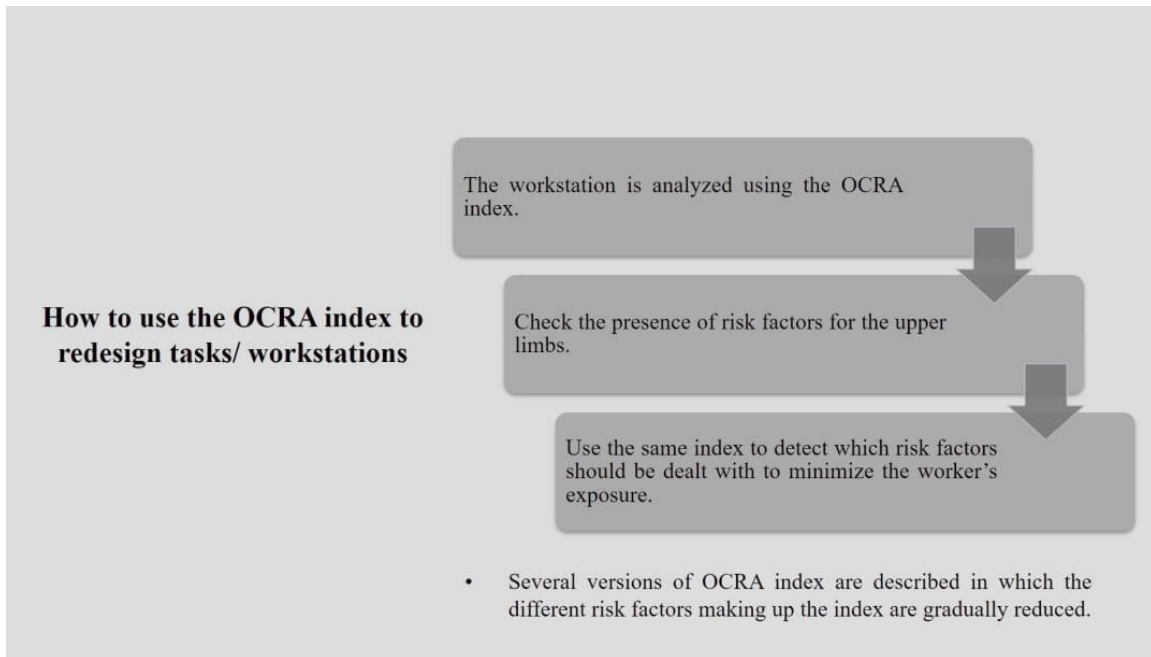 How to use the OCRA index to
redesign tasks/ workstations
The workstation is analyzed using the OCRA
index.
Check the presence of risk factors for the upper
limbs.
Use the same index to detect which risk factors
should be dealt with to minimize the worker’s
exposure.
• Several versions of OCRA index are described in which the
different risk factors making up the index are gradually reduced.